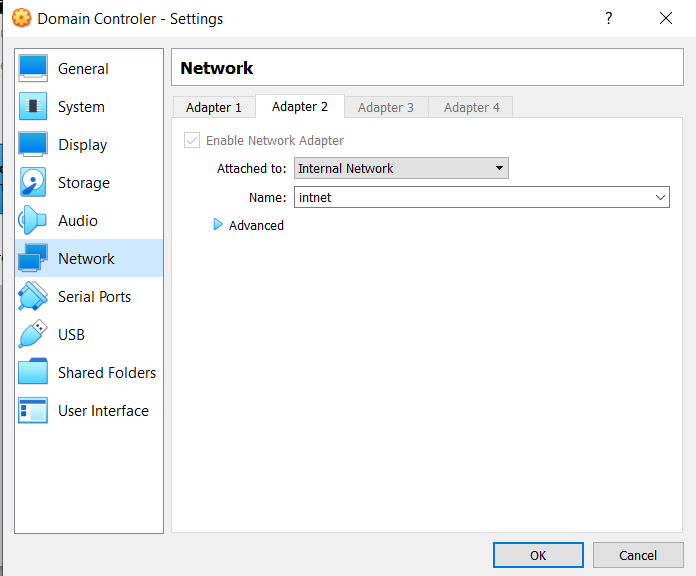 Domain Controler - Settings
?
General
System
Display
Storage
Audio
Network
Serial Ports
USB
Shared Folders
User Interface
Network
Adapter 1 Adapter 2 Adapter 3 Adapter 4
Enable Network Adapter
Attached to: Internal Network
Name: intnet
Advanced
OK Cancel